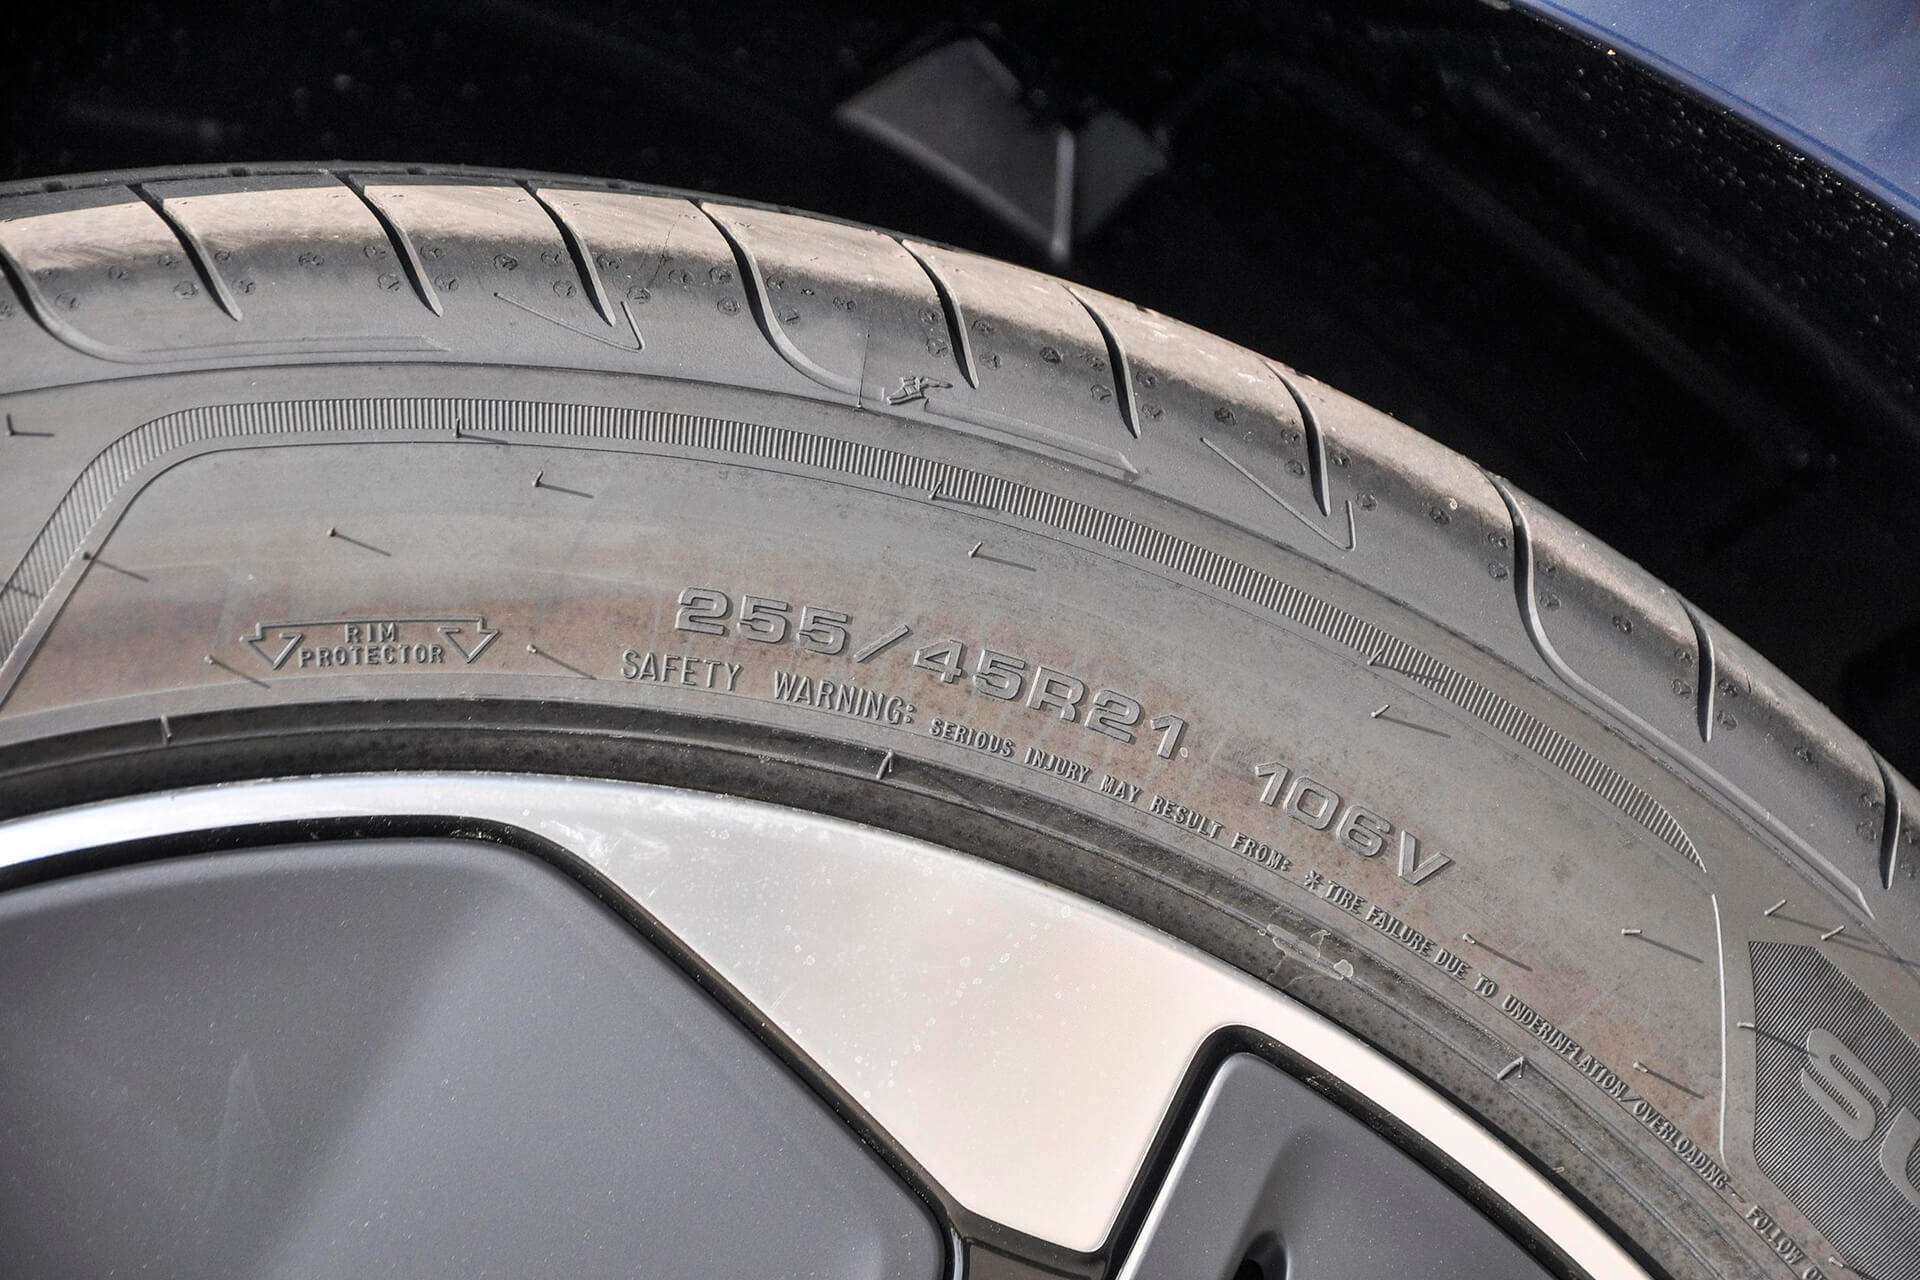 RIM
PROTECTOR
255/45R21 106V
SAFETY WARNING: SERIOUS INJURY MAY RESULT FROM: * TIRE FAILURE DUE TO UNDERINFLATION/OVERLOADING - FOLLOW
SU